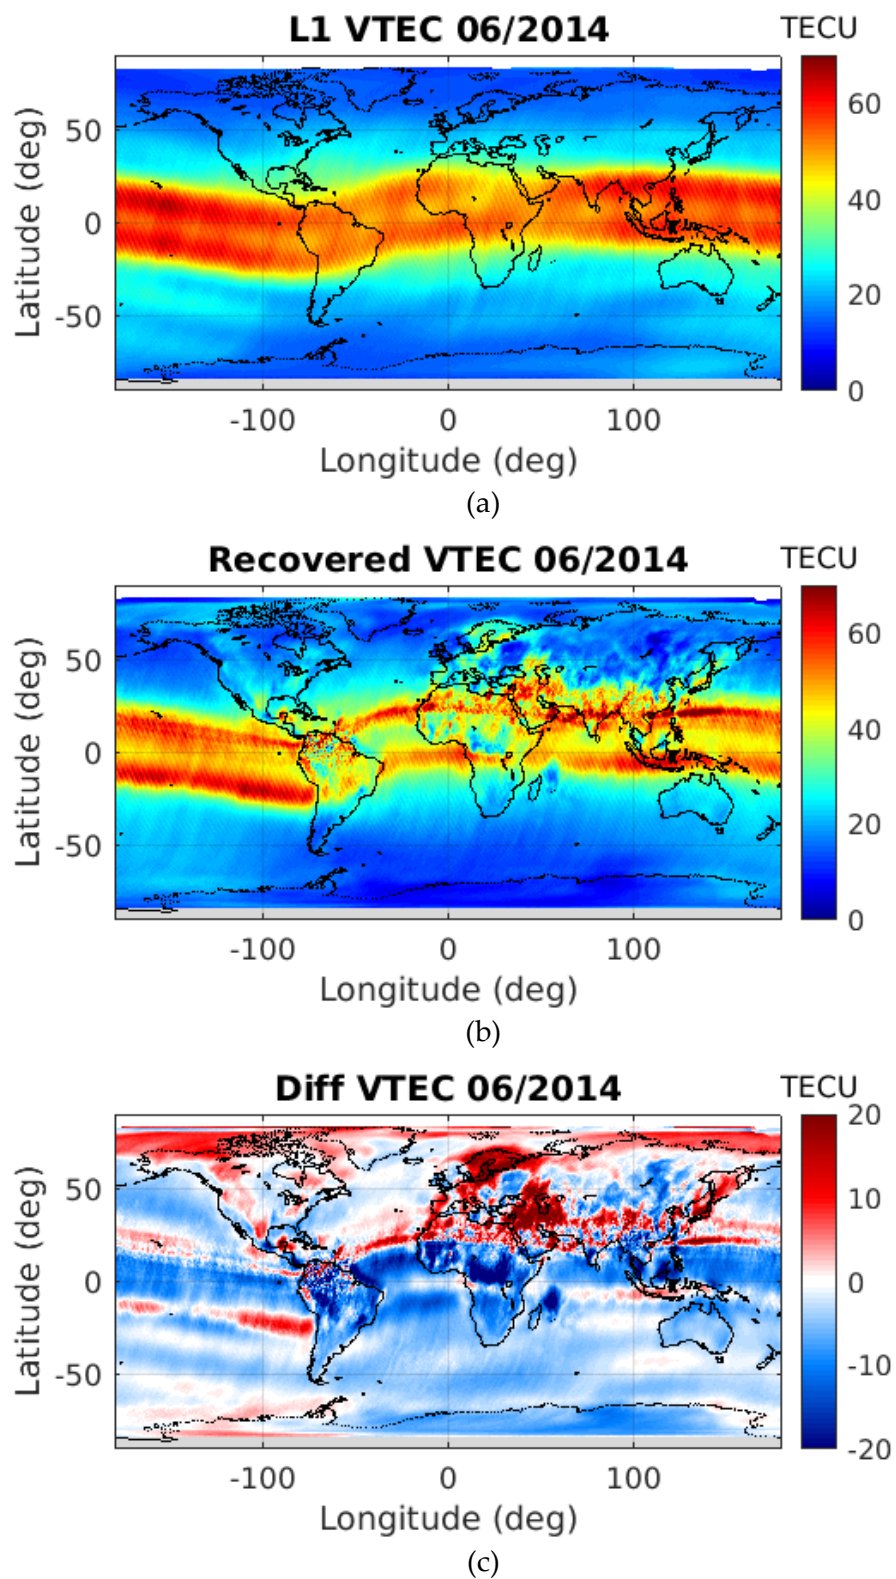 L1 VTEC 06/2014 TECU
60
40
20
0
50
0
-50
Latitude (deg)
-100 0 100
Longitude (deg)
(a)
Recovered VTEC 06/2014 TECU
60
40
20
0
50
0
-50
Latitude (deg)
-100 0 100
Longitude (deg)
(b)
Diff VTEC 06/2014 TECU
20
10
0
-10
-20
50
0
-50
Latitude (deg)
-100 0 100
Longitude (deg)
(c)